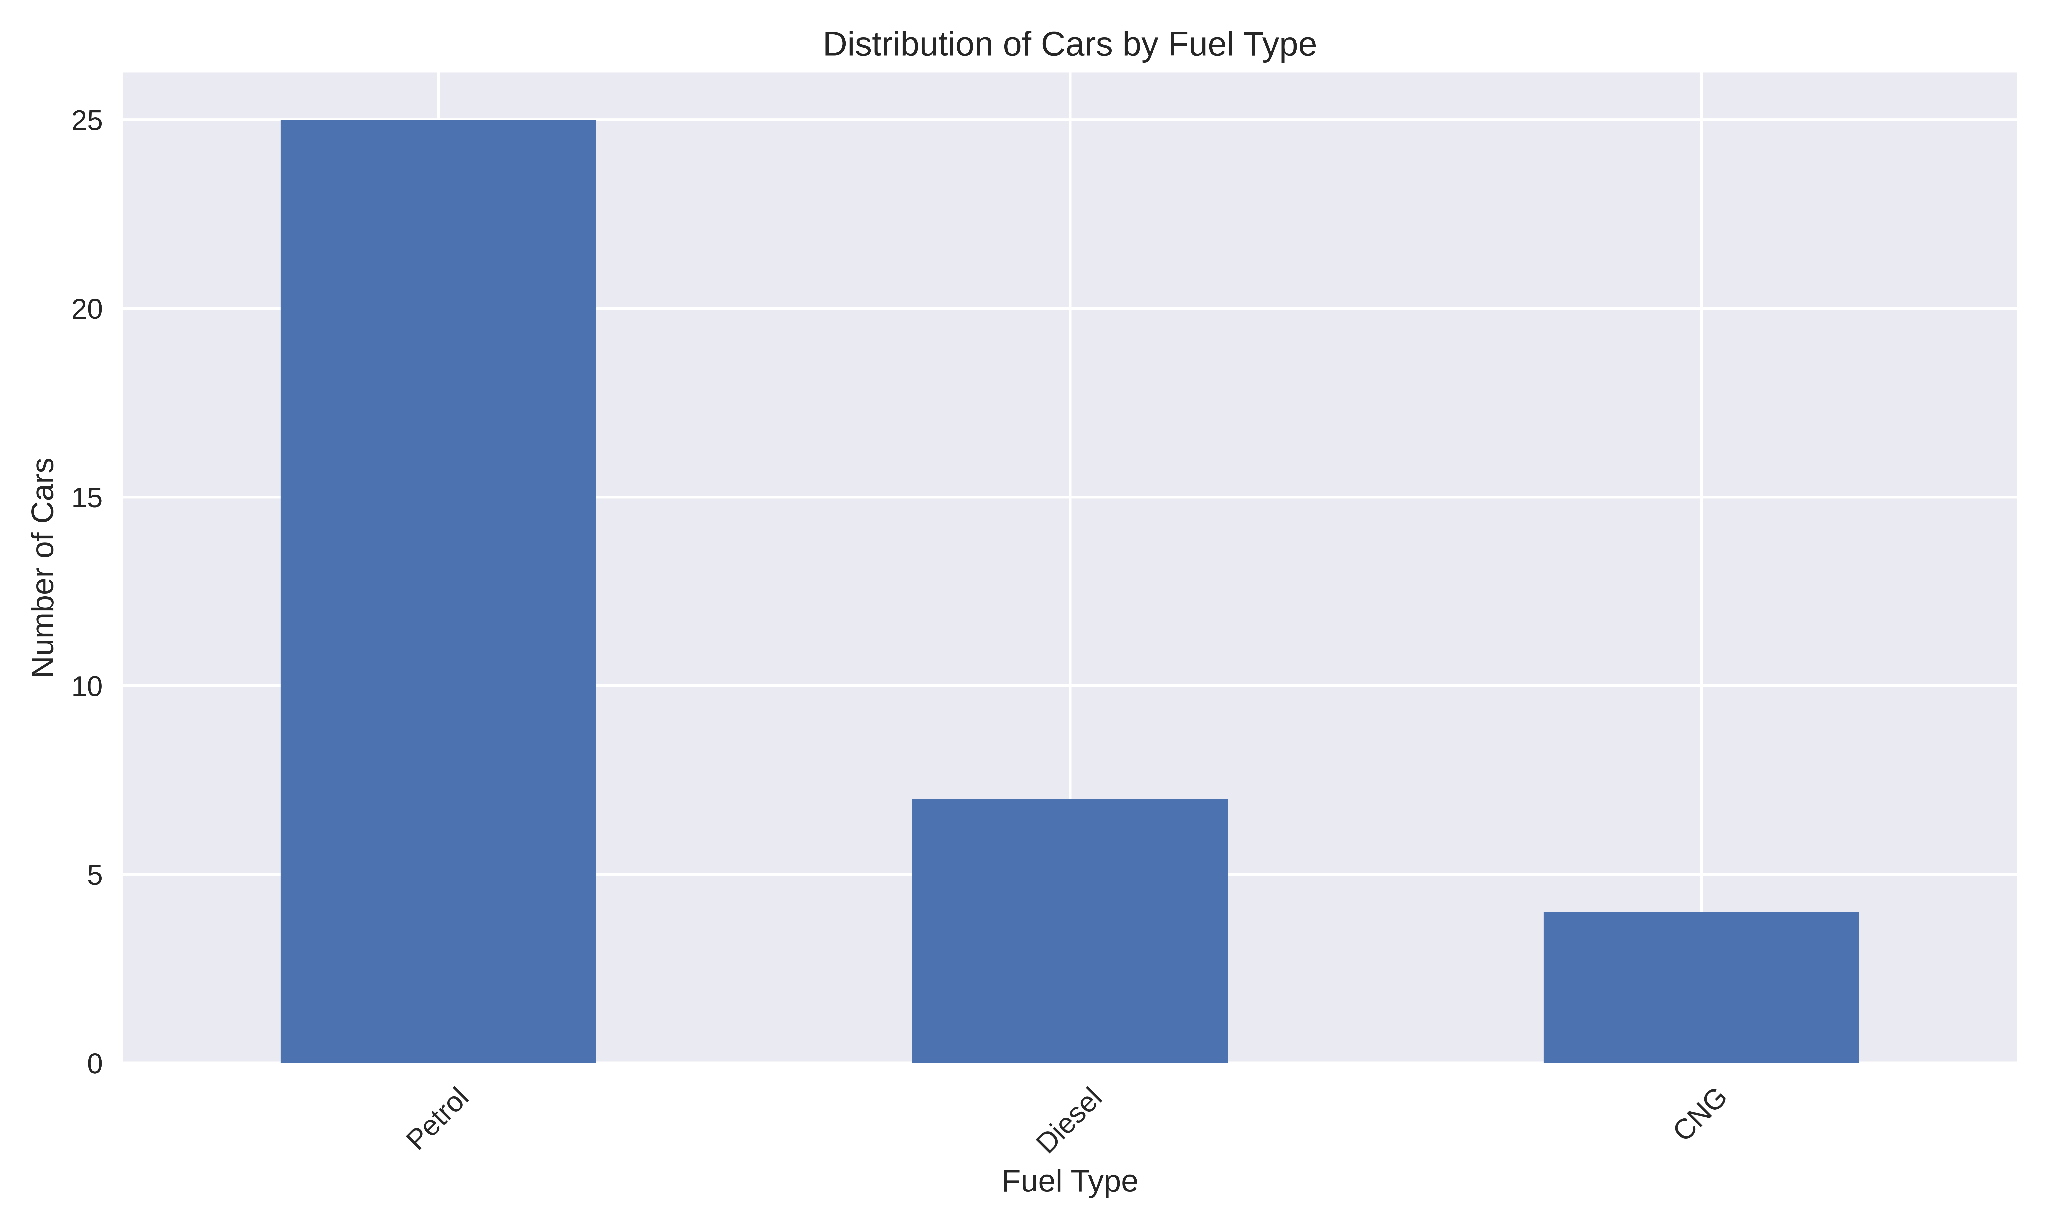 Distribution of Cars by Fuel Type
Number of Cars
25
20
15
10
5
0
Petrol
Diesel
CNG
Fuel Type